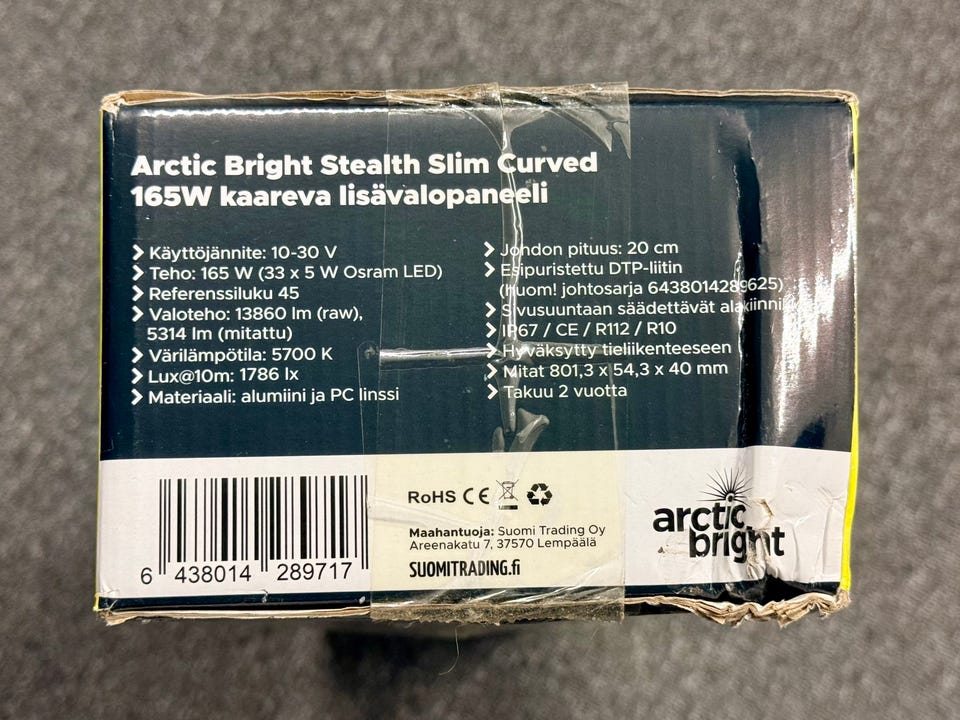 Arctic Bright Stealth Slim Curved
165W kaareva lisävalopaneeli
Käyttöjännite: 10-30 V
Teho: 165 W (33 x 5 W Osram LED)
Referenssiluku 45
Valoteho: 13860 lm (raw),
5314 lm (mitattu)
Värilämpötila: 5700 K
Lux@10m: 1786 lx
Materiaali: alumiini ja PC linssi
Johdon pituus: 20 cm
Esipuristettu DTP-liitin
(huom! johtosarja 6438014289625)
Sivusuuntaan säädettävät alakiinni
IP67 / CE / R112 / R10
Hyväksytty tieliikenteeseen
Mitat 801,3 x 54,3 x 40 mm
Takuu 2 vuotta
6 438014 289717
RoHS CE
Maahantuoja: Suomi Trading Oy
Areenakatu 7, 37570 Lempäälä
SUOMITRADING.fi
arctic
bright